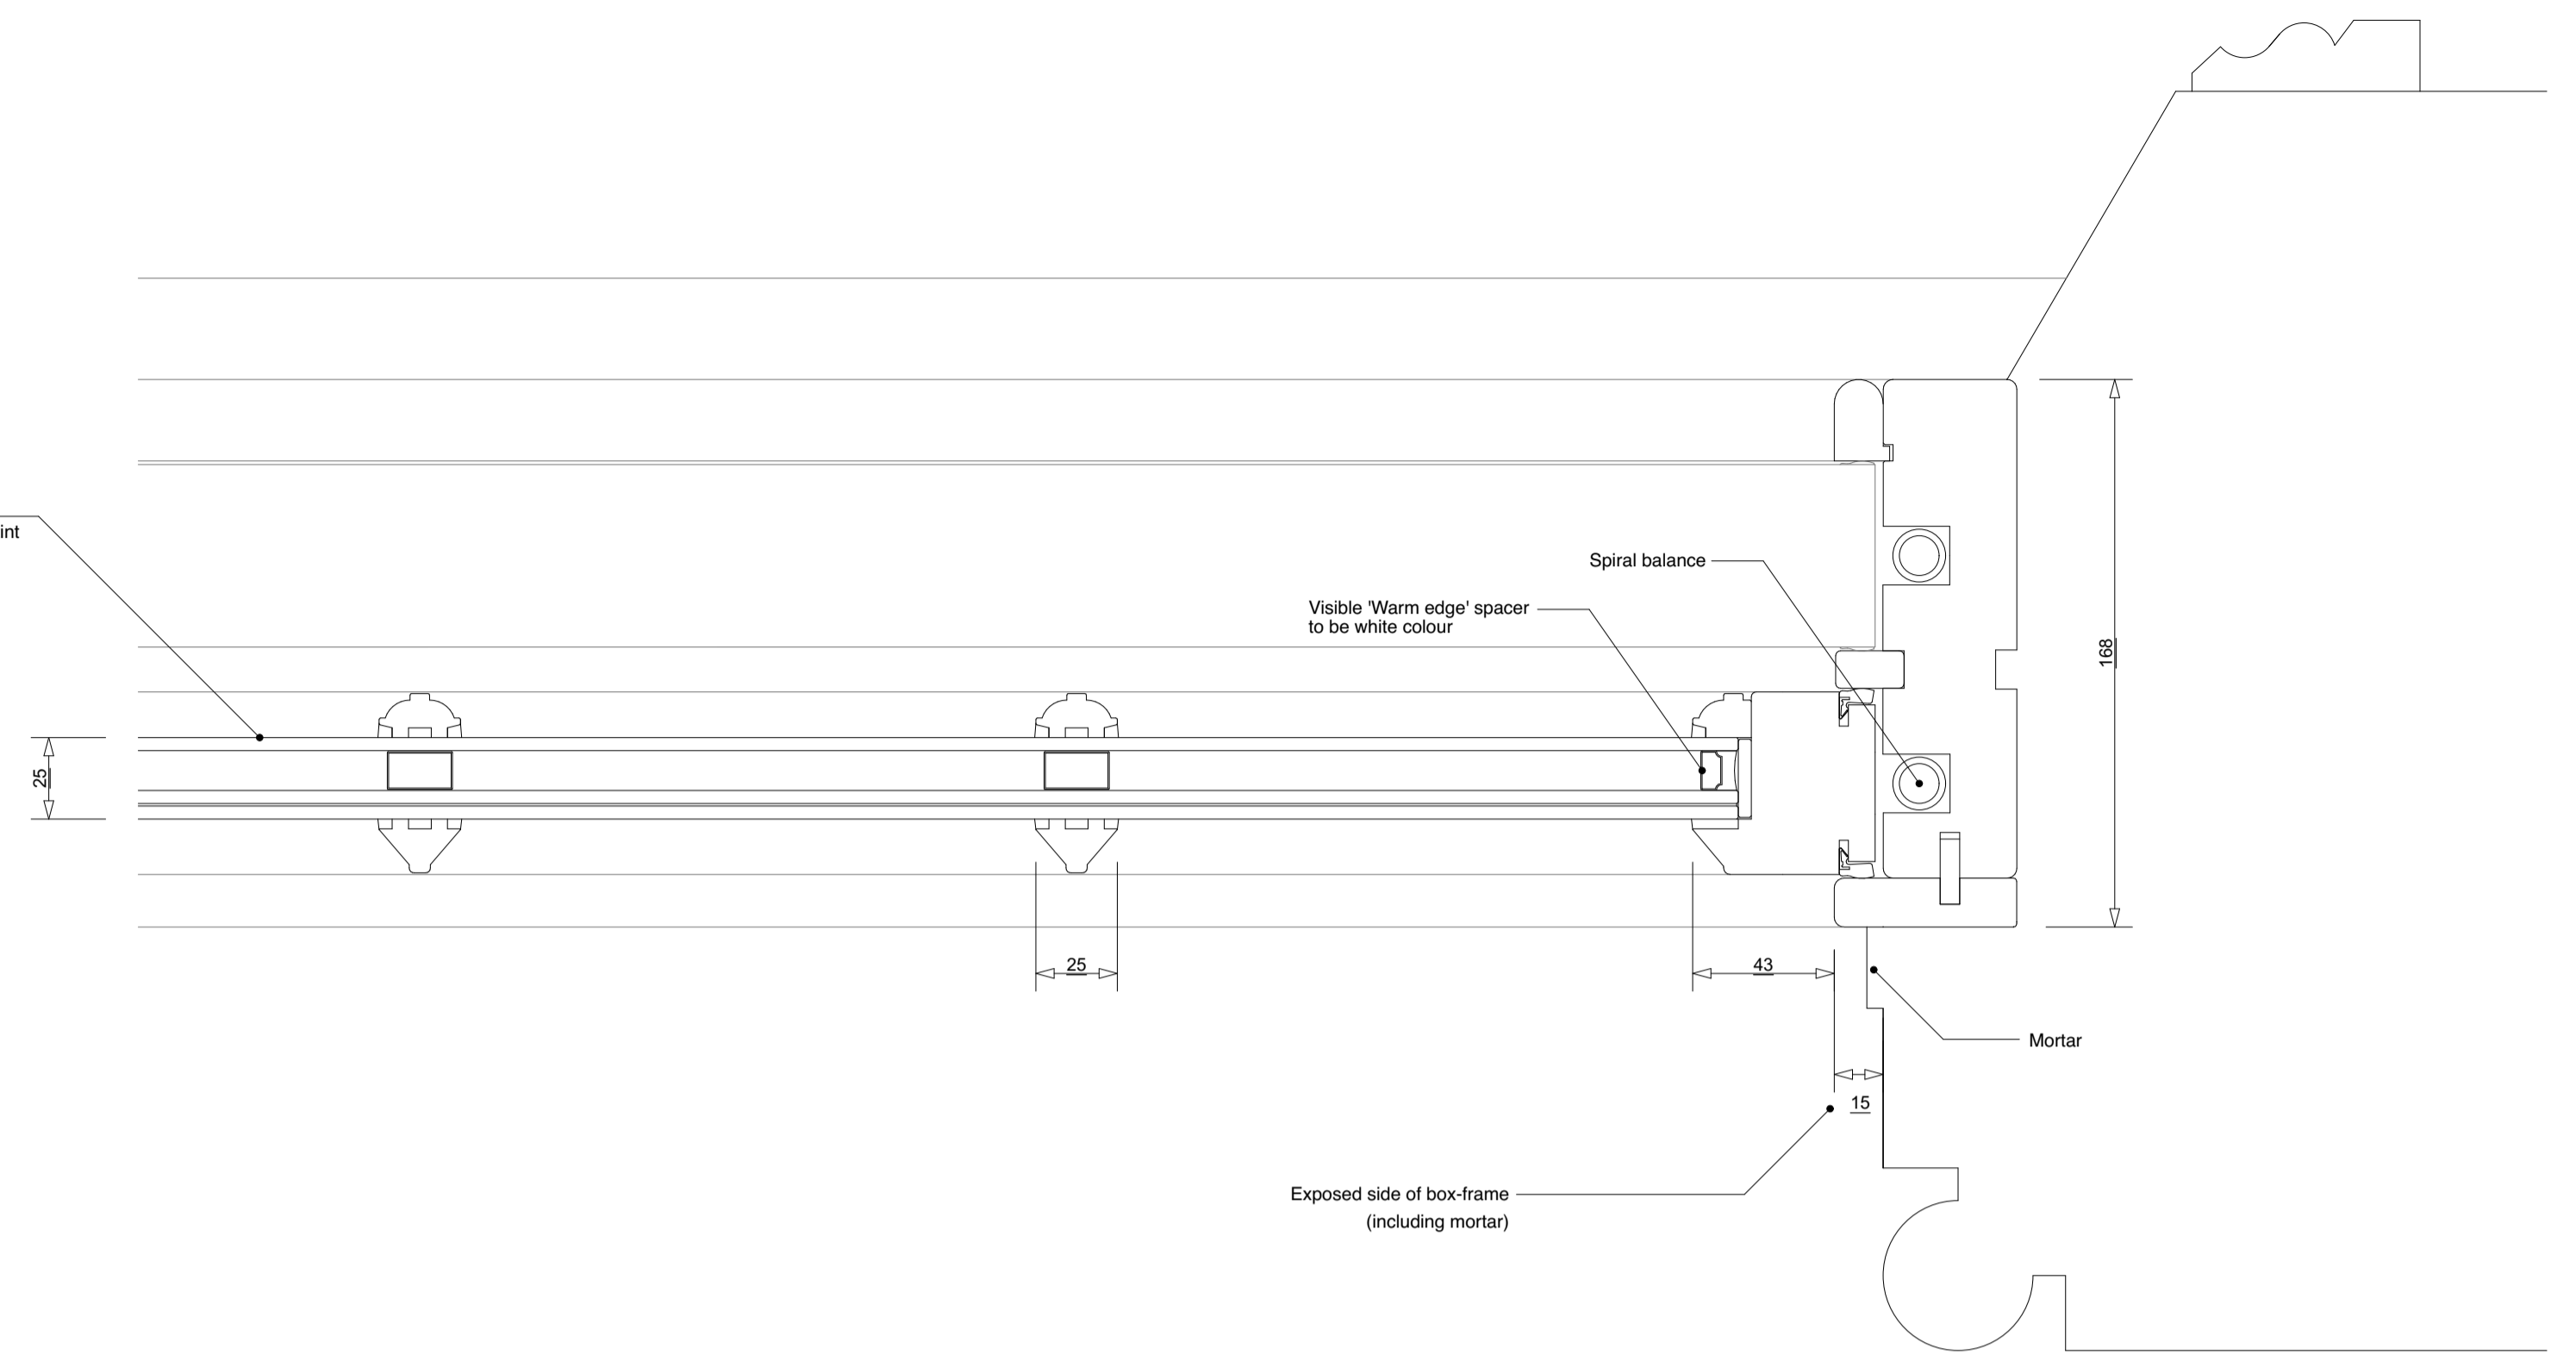 int
Spiral balance
Visible 'Warm edge' spacer
to be white colour
168
25
25
43
Mortar
15
Exposed side of box-frame
(including mortar)